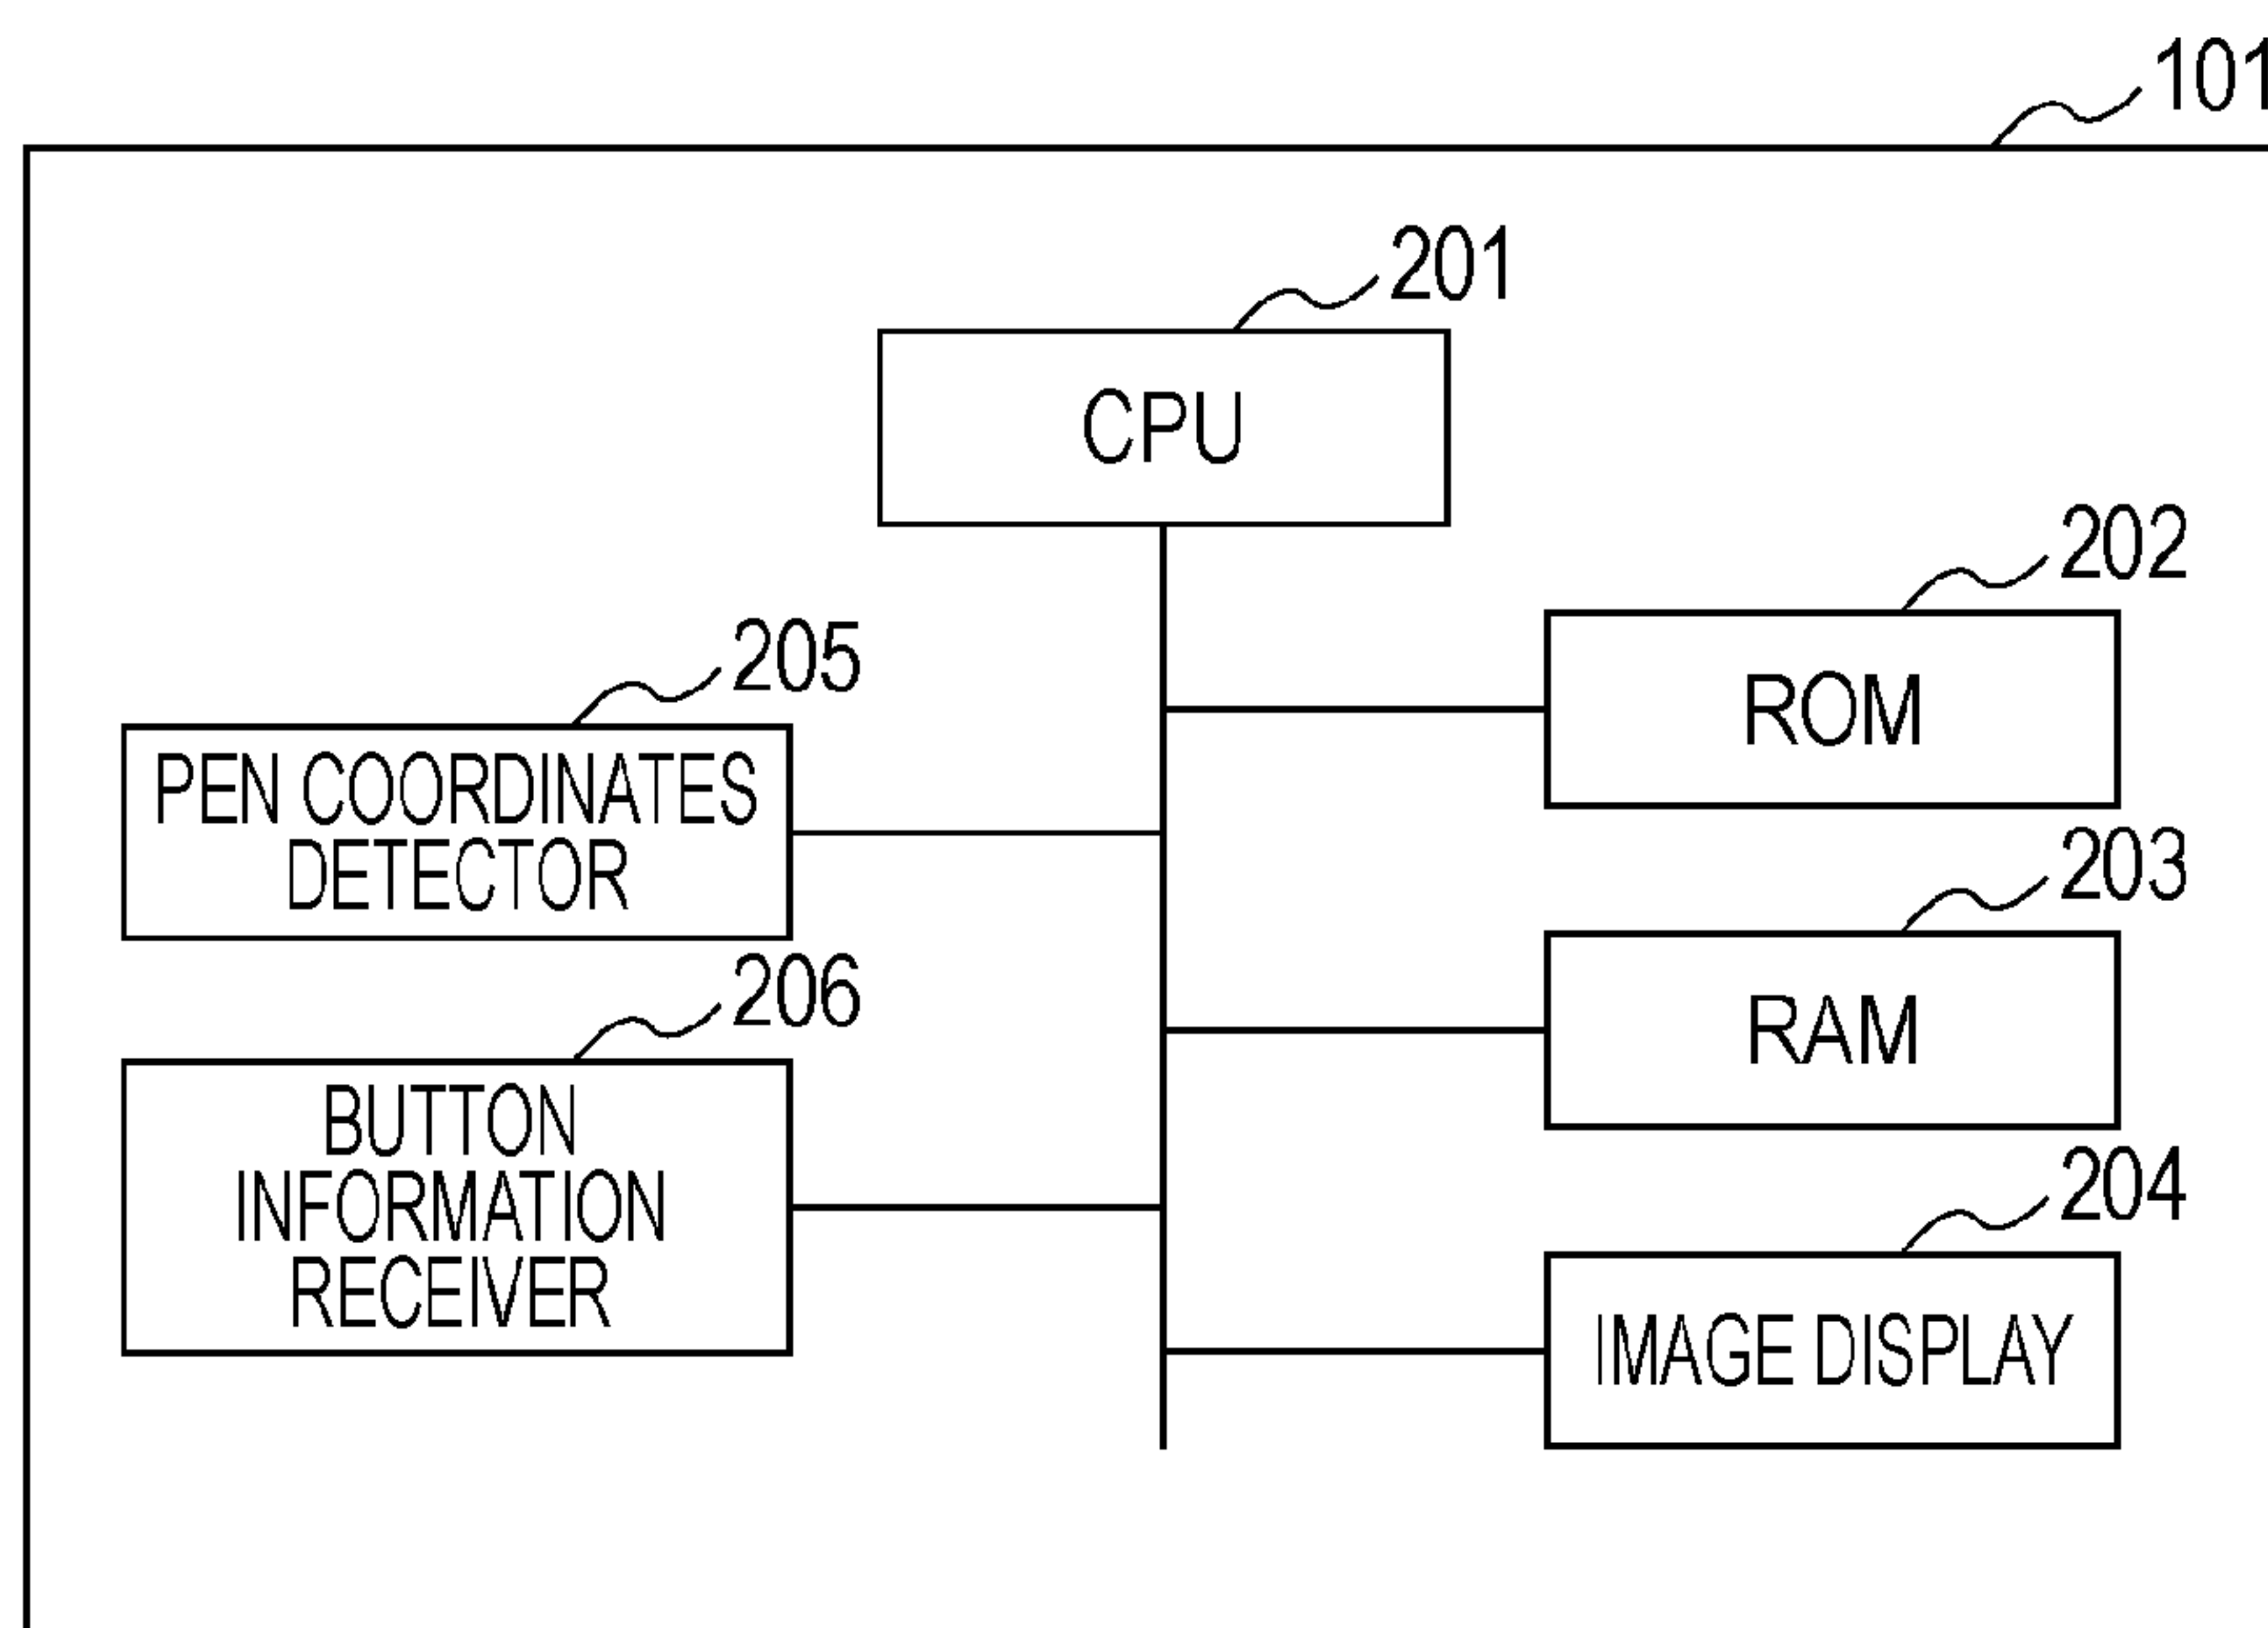 101
201
CPU
202
ROM
205
PEN COORDINATES
DETECTOR
203
RAM
206
BUTTON
INFORMATION
RECEIVER
204
IMAGE DISPLAY